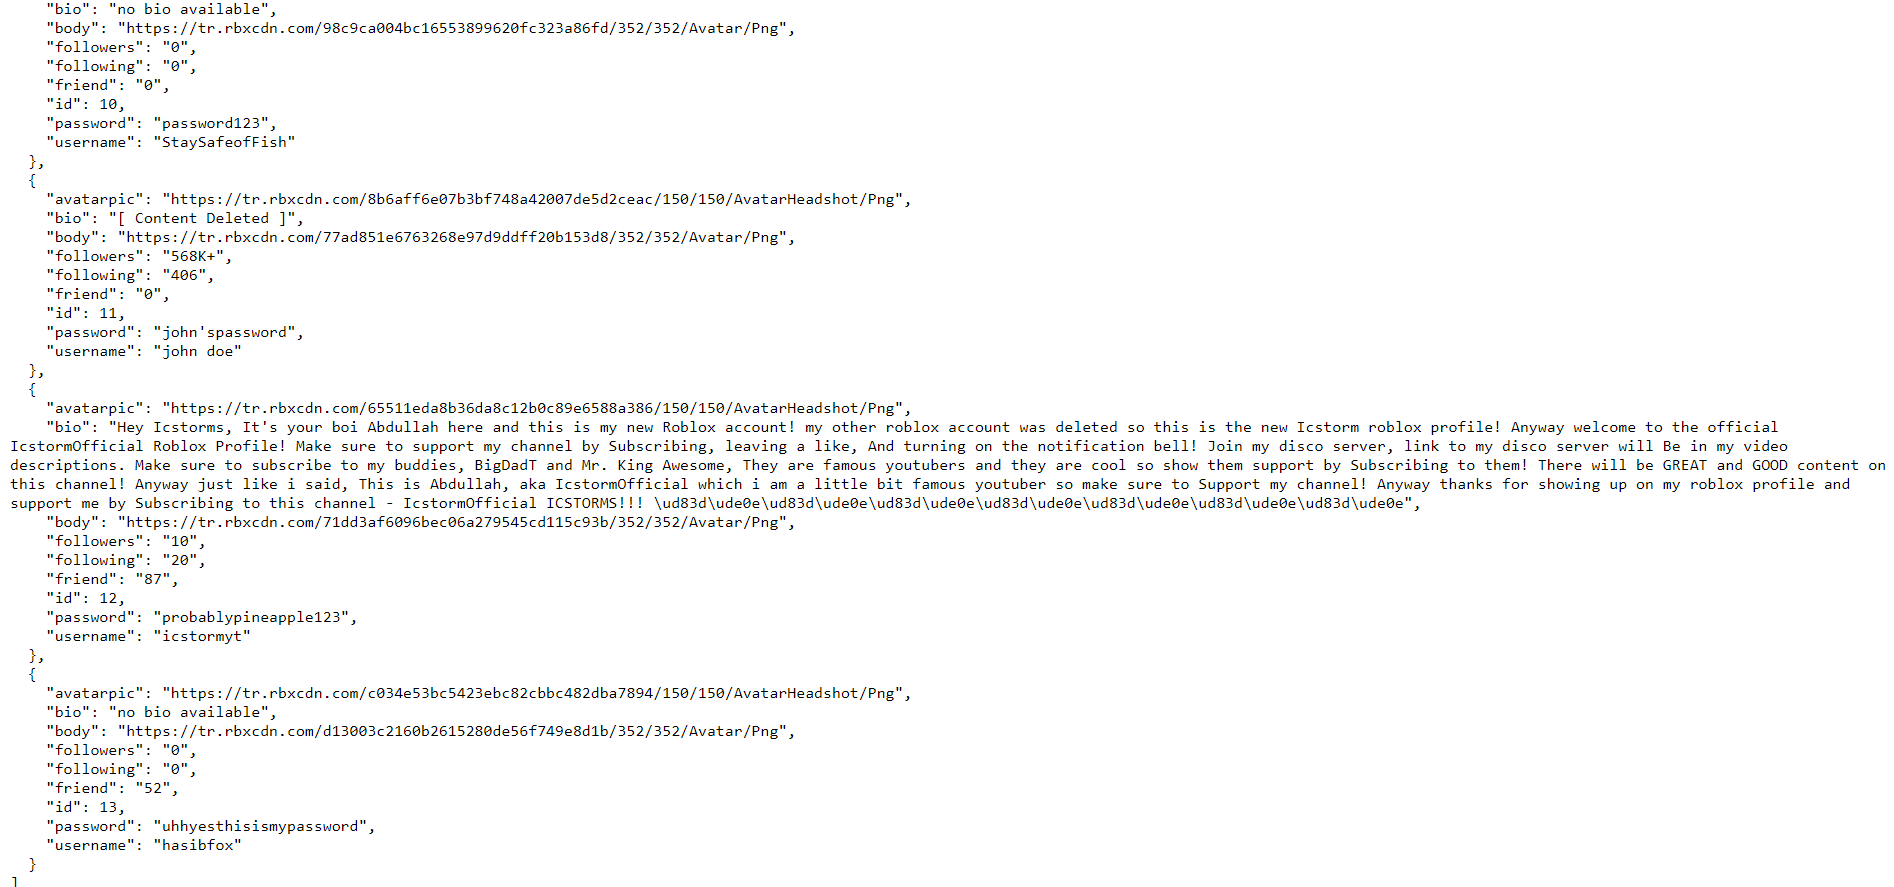 "bio": "no bio available",
"body": "https://tr.rbxcdn.com/98c9ca004bc16553899620fc323a86fd/352/352/Avatar/Png",
"followers": "0",
"following": "0",
"friend": "0",
"id": 10,
"password": "password123",
"username": "StaySafeofFish"
},
{
"avatarpic": "https://tr.rbxcdn.com/8b6aff6e07b3bf748a42007de5d2ceac/150/150/AvatarHeadshot/Png",
"bio": "[ Content Deleted ]",
"body": "https://tr.rbxcdn.com/77ad851e6763268e97d9ddff20b153d8/352/352/Avatar/Png",
"followers": "568K+",
"following": "406",
"friend": "0",
"id": 11,
"password": "john'spassword",
"username": "john doe"
},
{
"avatarpic": "https://tr.rbxcdn.com/65511eda8b36da8c12b0c89e6588a386/150/150/AvatarHeadshot/Png",
"bio": "Hey Icstorms, It's your boi Abdullah here and this is my new Roblox account! my other roblox account was deleted so this is the new Icstorm roblox profile! Anyway welcome to the official
IcstormOfficial Roblox Profile! Make sure to support my channel by Subscribing, leaving a like, And turning on the notification bell! Join my disco server, link to my disco server will Be in my video
descriptions. Make sure to subscribe to my buddies, BigDadT and Mr. King Awesome, They are famous youtubers and they are cool so show them support by Subscribing to them! There will be GREAT and GOOD content on
this channel! Anyway just like i said, This is Abdullah, aka IcstormOfficial which i am a little bit famous youtuber so make sure to Support my channel! Anyway thanks for showing up on my roblox profile and
support me by Subscribing to this channel - IcstormOfficial ICSTORMS!!! \ud83d\ude0e\ud83d\ude0e\ud83d\ude0e\ud83d\ude0e\ud83d\ude0e\ud83d\ude0e\ud83d\ude0e",
"body": "https://tr.rbxcdn.com/71dd3af6096bec06a279545cd115c93b/352/352/Avatar/Png",
"followers": "10",
"following": "20",
"friend": "87",
"id": 12,
"password": "probablypineapple123",
"username": "icstormyt"
},
{
"avatarpic": "https://tr.rbxcdn.com/c034e53bc5423ebc82cbbc482dba7894/150/150/AvatarHeadshot/Png",
"bio": "no bio available",
"body": "https://tr.rbxcdn.com/d13003c2160b2615280de56f749e8d1b/352/352/Avatar/Png",
"followers": "0",
"following": "0",
"friend": "52",
"id": 13,
"password": "uhhyesthisismypassword",
"username": "hasibfox"
}
]